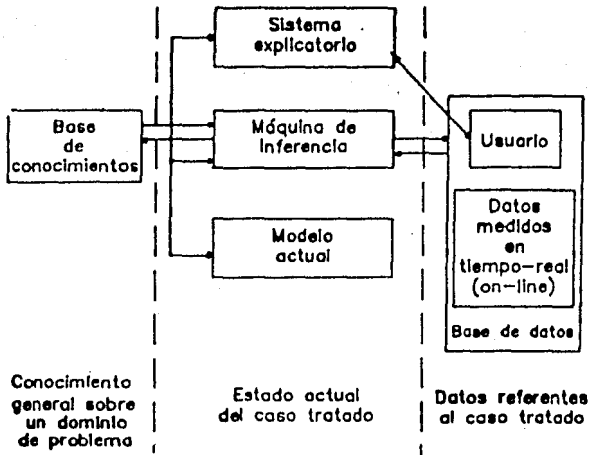 Sistema
explicatorio
Base
de
conocimientos
Máquina de
Inferencia
Usuario
Modelo
actual
Datos
medidos
en
tiempo-real
(on-line)
Base de datos
Conocimiento
general sobre
un dominio
de problema
Estado actual
del caso tratado
Datos referentes
al caso tratado